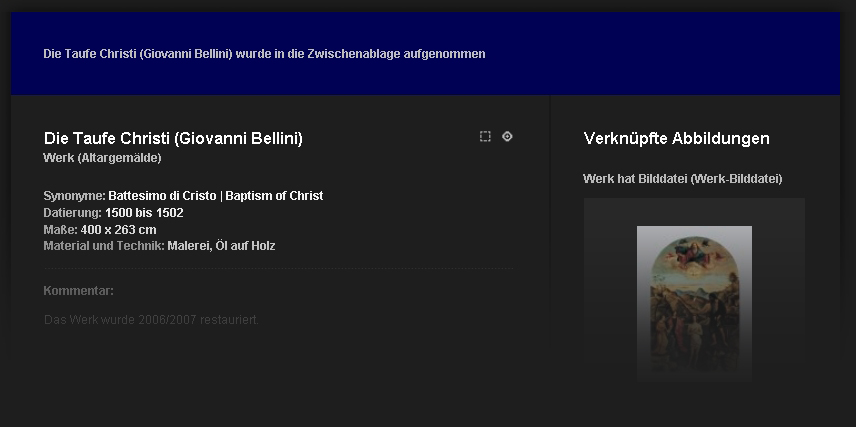 Die Taufe Christi (Giovanni Bellini) wurde in die Zwischenablage aufgenommen
Die Taufe Christi (Giovanni Bellini)
Werk (Altargemälde)
Synonyme: Battesimo di Cristo | Baptism of Christ
Datierung: 1500 bis 1502
Maße: 400 x 263 cm
Material und Technik: Malerei, Öl auf Holz
Kommentar:
Das Werk wurde 2006/2007 restauriert.
Verknüpfte Abbildungen
Werk hat Bilddatei (Werk-Bilddatei)